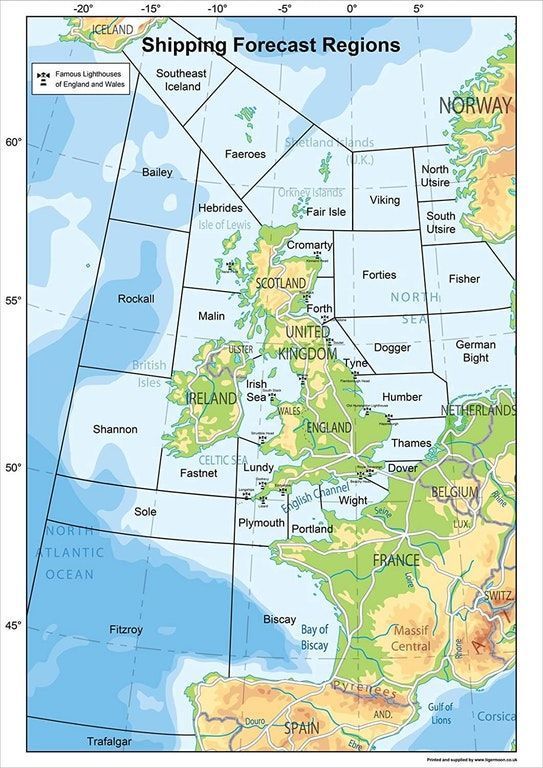 -20°
-15°
-10°
-5°
0°
5°
ICELAND
Shipping Forecast Regions
Famous Lighthouses
of England and Wales
Southeast
Iceland
NORWAY
60°
Faeroes
Shetland Islands
(U.K.)
Bailey
North
Utsire
Orkney Islands
Viking
Hebrides
Fair Isle
Isle of Lewis
South
Utsire
Cromarty
Rockall
SCOTLAND
Forties
Fisher
55°
NORTH
SEA
Malin
Forth
UNITED
KINGDOM
Dogger
German
Bight
ULSTER
British
Isles
Tyne
Irish
Sea
IRELAND
Humber
WALES
NETHERLANDS
Shannon
ENGLAND
Thames
CELTIC SEA
50°
Fastnet
Lundy
Dover
English Channel
Wight
BELGIUM
Rhine
Sole
Plymouth
Portland
Seine
LUX.
NORTH
ATLANTIC
OCEAN
FRANCE
Loire
SWITZ.
Biscay
45°
Fitzroy
Bay of
Biscay
Massif
Central
Rhône
Pyrenees
Gulf of
Lions
Corsica
AND.
Douro
SPAIN
Ebre
Trafalgar
Printed and supplied by www.tigermoon.co.uk